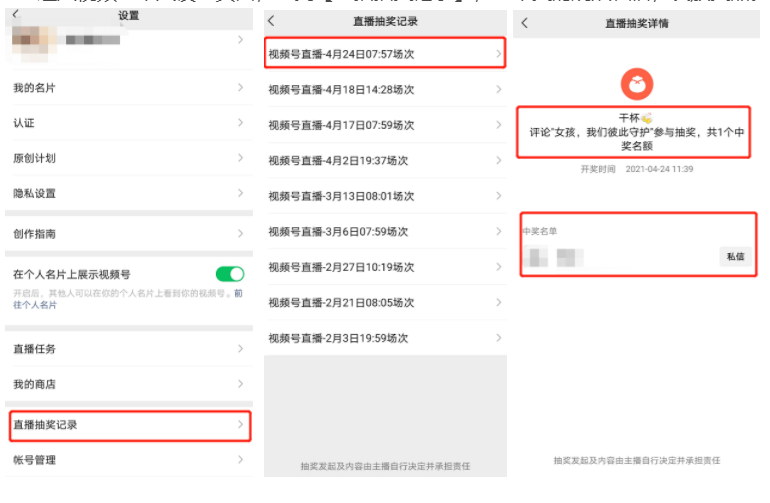 设置
我的名片
认证
原创计划
隐私设置
创作指南
在个人名片上展示视频号
开启后，其他人可以在你的个人名片上看到你的视频号。前
往个人名片
直播任务
我的商店
直播抽奖记录
帐号管理
直播抽奖记录
视频号直播-4月24日07:57场次
视频号直播-4月18日14:28场次
视频号直播-4月17日07:59场次
视频号直播-4月2日19:37场次
视频号直播-3月13日08:01场次
视频号直播-3月6日07:59场次
视频号直播-2月27日10:19场次
视频号直播-2月21日08:05场次
视频号直播-2月3日19:59场次
抽奖发起及内容由主播自行决定并承担责任
直播抽奖详情
干杯🍻
评论"女孩，我们彼此守护"参与抽奖，共1个中
奖名额
开奖时间 2021-04-24 11:39
中奖名单
私信
抽奖发起及内容由主播自行决定并承担责任